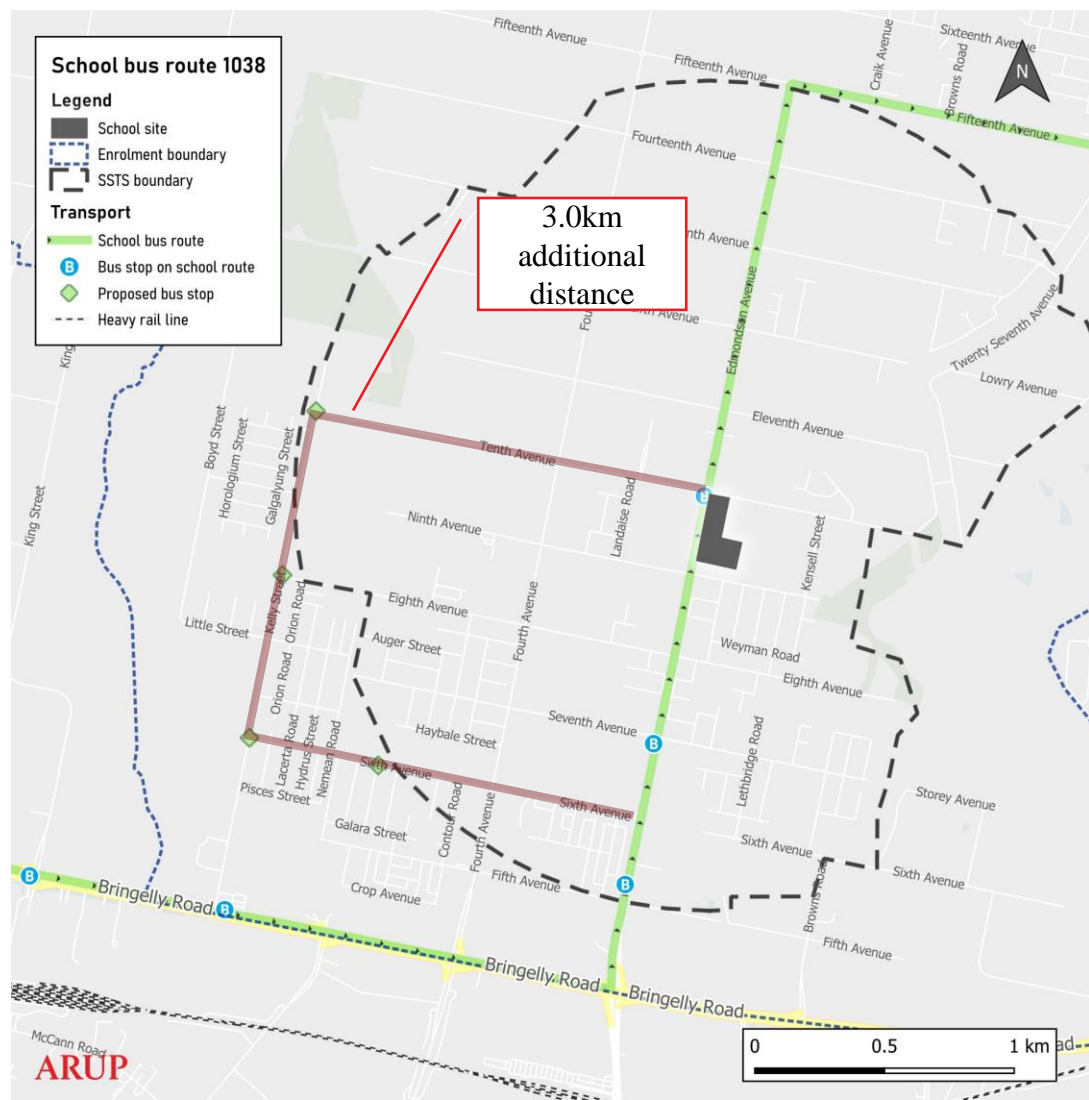 School bus route 1038
Legend
School site
Enrolment boundary
SSTS boundary
Transport
School bus route
B
Bus stop on school route
Proposed bus stop
Heavy rail line
Fifteenth Avenue
Fifteenth Avenue
Craik Avenue
Browns Road
Sixteenth Avenue
N
Fifteenth Avenue
Fourteenth Avenue
3.0km
additional
distance
nth Avenue
Edmondson Avenue
Twenty Seventh Avenue
Lowry Avenue
Eleventh Avenue
King Street
Boyd Street
Horologium Street
Galgalyung Street
Tenth Avenue
Landaise Road
Ninth Avenue
Kensell Street
Kelly Street
Orion Road
Eighth Avenue
Little Street
Auger Street
Fourth Avenue
Weyman Road
Eighth Avenue
Orion Road
Seventh Avenue
B
Haybale Street
Lacerta Road
Hydrus Street
Nemean Road
Sixth Avenue
Lethbridge Road
Pisces Street
Sixth Avenue
Storey Avenue
Galara Street
Contour Road
Fourth Avenue
Sixth Avenue
Sixth Avenue
B
Fifth Avenue
B
Crop Avenue
Browns Road
B
Bringelly Road
Fifth Avenue
Bringelly Road
Bringelly Road
McCann Road
ARUP
0
0.5
1 km